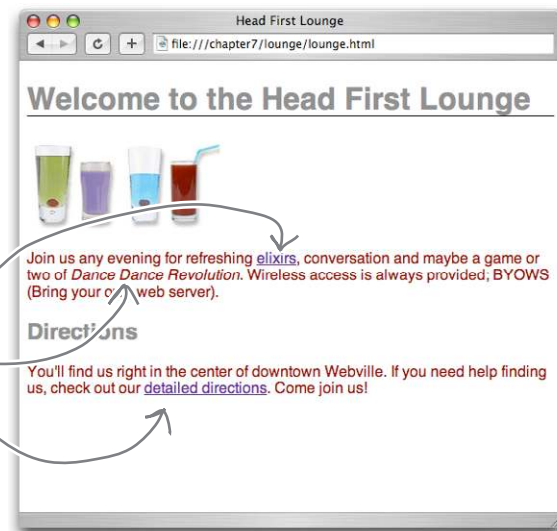 Head First Lounge
file:///chapter7/lounge/lounge.html
Welcome to the Head First Lounge
Join us any evening for refreshing elixirs, conversation and maybe a game or
two of Dance Dance Revolution. Wireless access is always provided; BYOWS
(Bring your web server).
Directions
You'll find us right in the center of downtown Webville. If you need help finding
us, check out our detailed directions. Come join us!